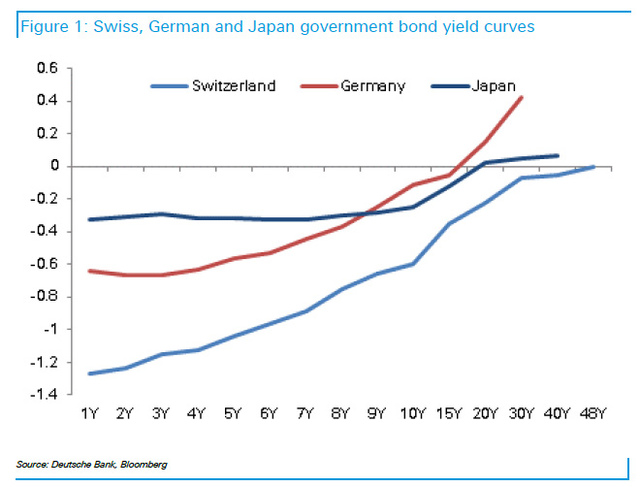 Figure 1: Swiss, German and Japan government bond yield curves
Switzerland Germany Japan
0.6
0.4
0.2
0
-0.2
-0.4
-0.6
-0.8
-1
-1.2
-1.4
1Y 2Y 3Y 4Y 5Y 6Y 7Y 8Y 9Y 10Y 15Y 20Y 30Y 40Y 48Y
Source: Deutsche Bank, Bloomberg